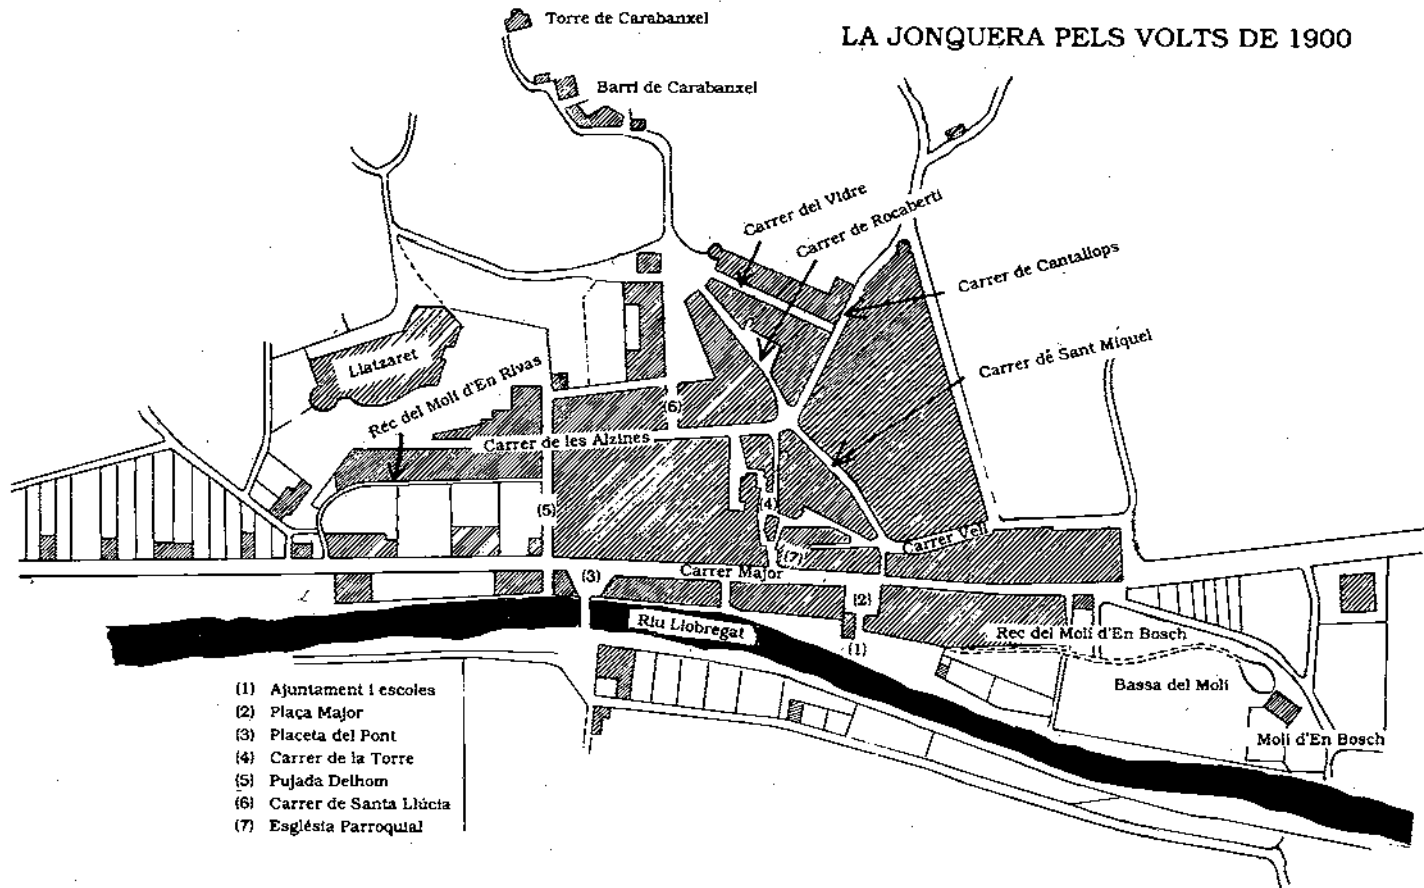 Torre de Carabanxel
LA JONQUERA PELS VOLTS DE 1900
Barri de Carabanxel
Carrer del Vidre
Carrer de Rocabertí
Carrer de Cantallops
Carrer de Sant Miquel
Llatzaret
Rec del Molí d'En Rivas
(6)
Carrer de les Alzines
(5)
(4)
Carrer Vell
(7)
Carrer Major
(3)
(2)
Riu Llobregat
(1)
Rec del Molí d'En Bosch
Bassa del Molí
Molí d'En Bosch
(1) Ajuntament i escoles
(2) Plaça Major
(3) Placeta del Pont
(4) Carrer de la Torre
(5) Pujada Delhom
(6) Carrer de Santa Llúcia
(7) Església Parroquial